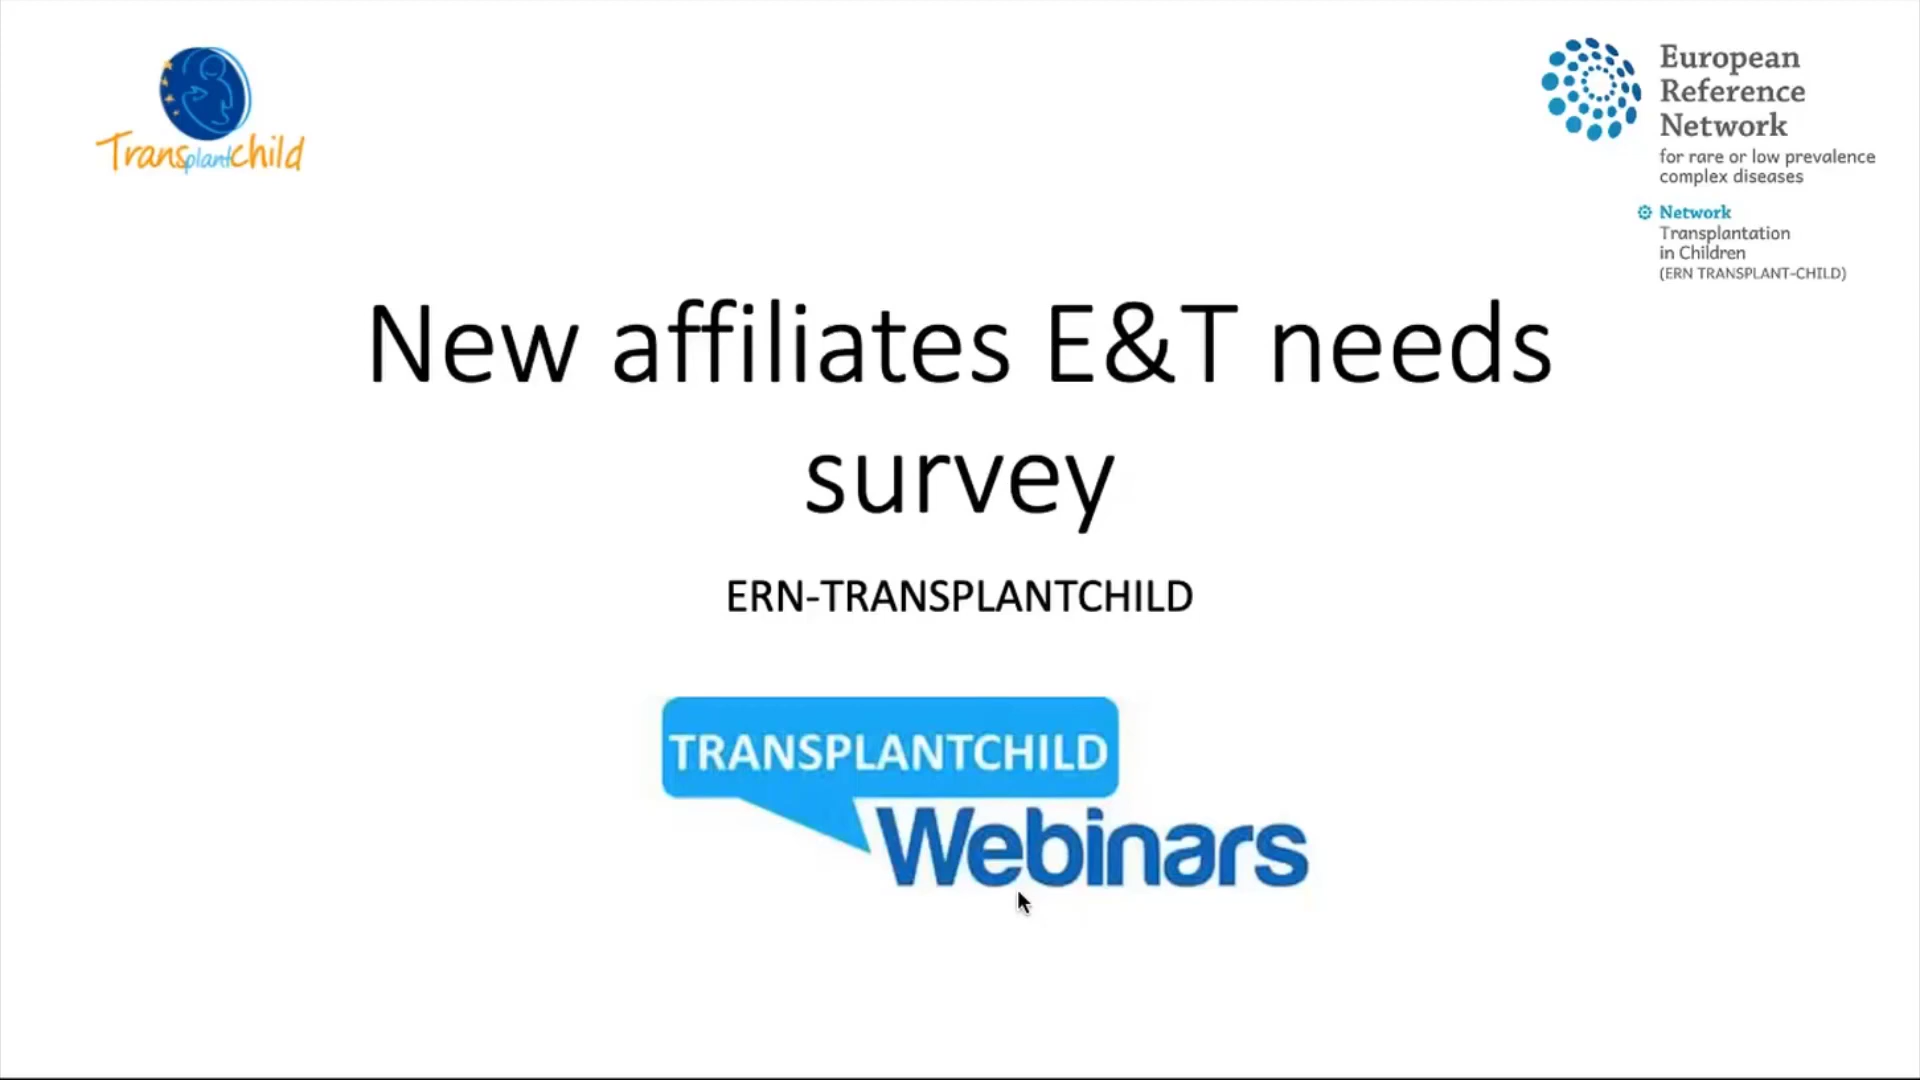 Transplantchild
European
Reference
Network
for rare or low prevalence
complex diseases
Network
Transplantation
in Children
(ERN TRANSPLANT-CHILD)
New affiliates E&T needs
survey
ERN-TRANSPLANTCHILD
TRANSPLANTCHILD
Webinars